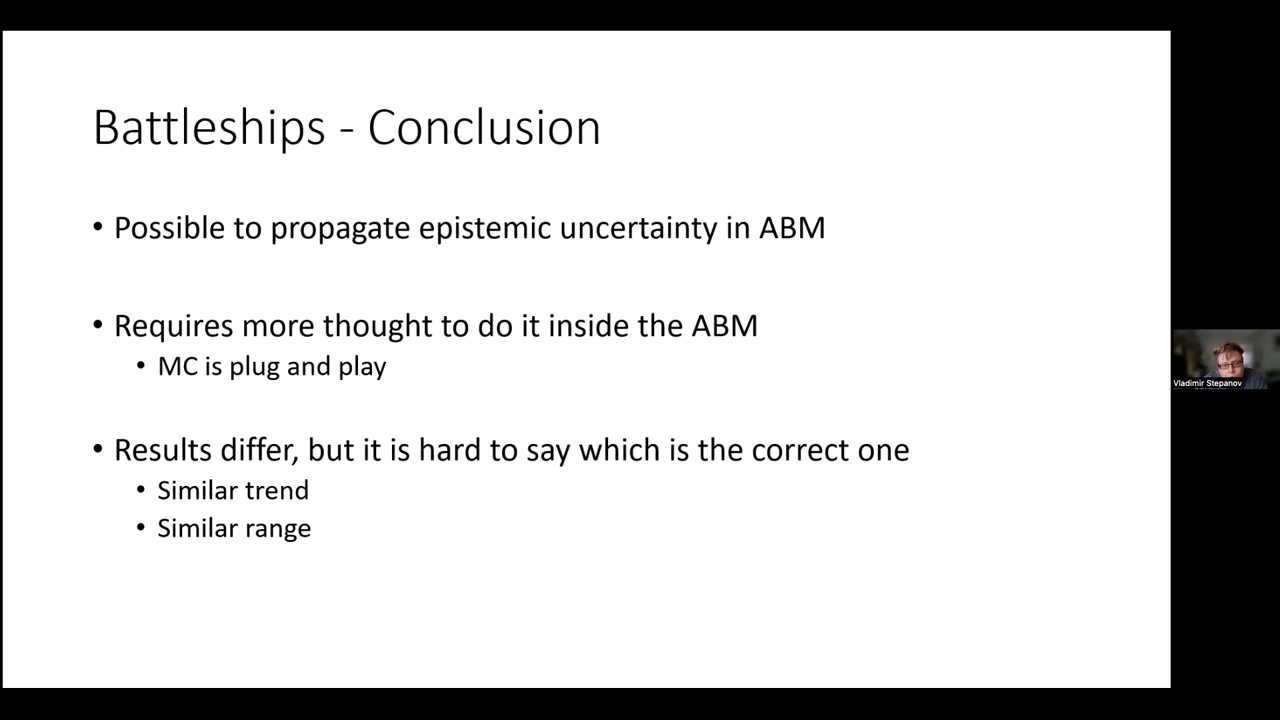 Battleships - Conclusion
• Possible to propagate epistemic uncertainty in ABM
• Requires more thought to do it inside the ABM
• MC is plug and play
• Results differ, but it is hard to say which is the correct one
• Similar trend
• Similar range
Vladimir Stepanov